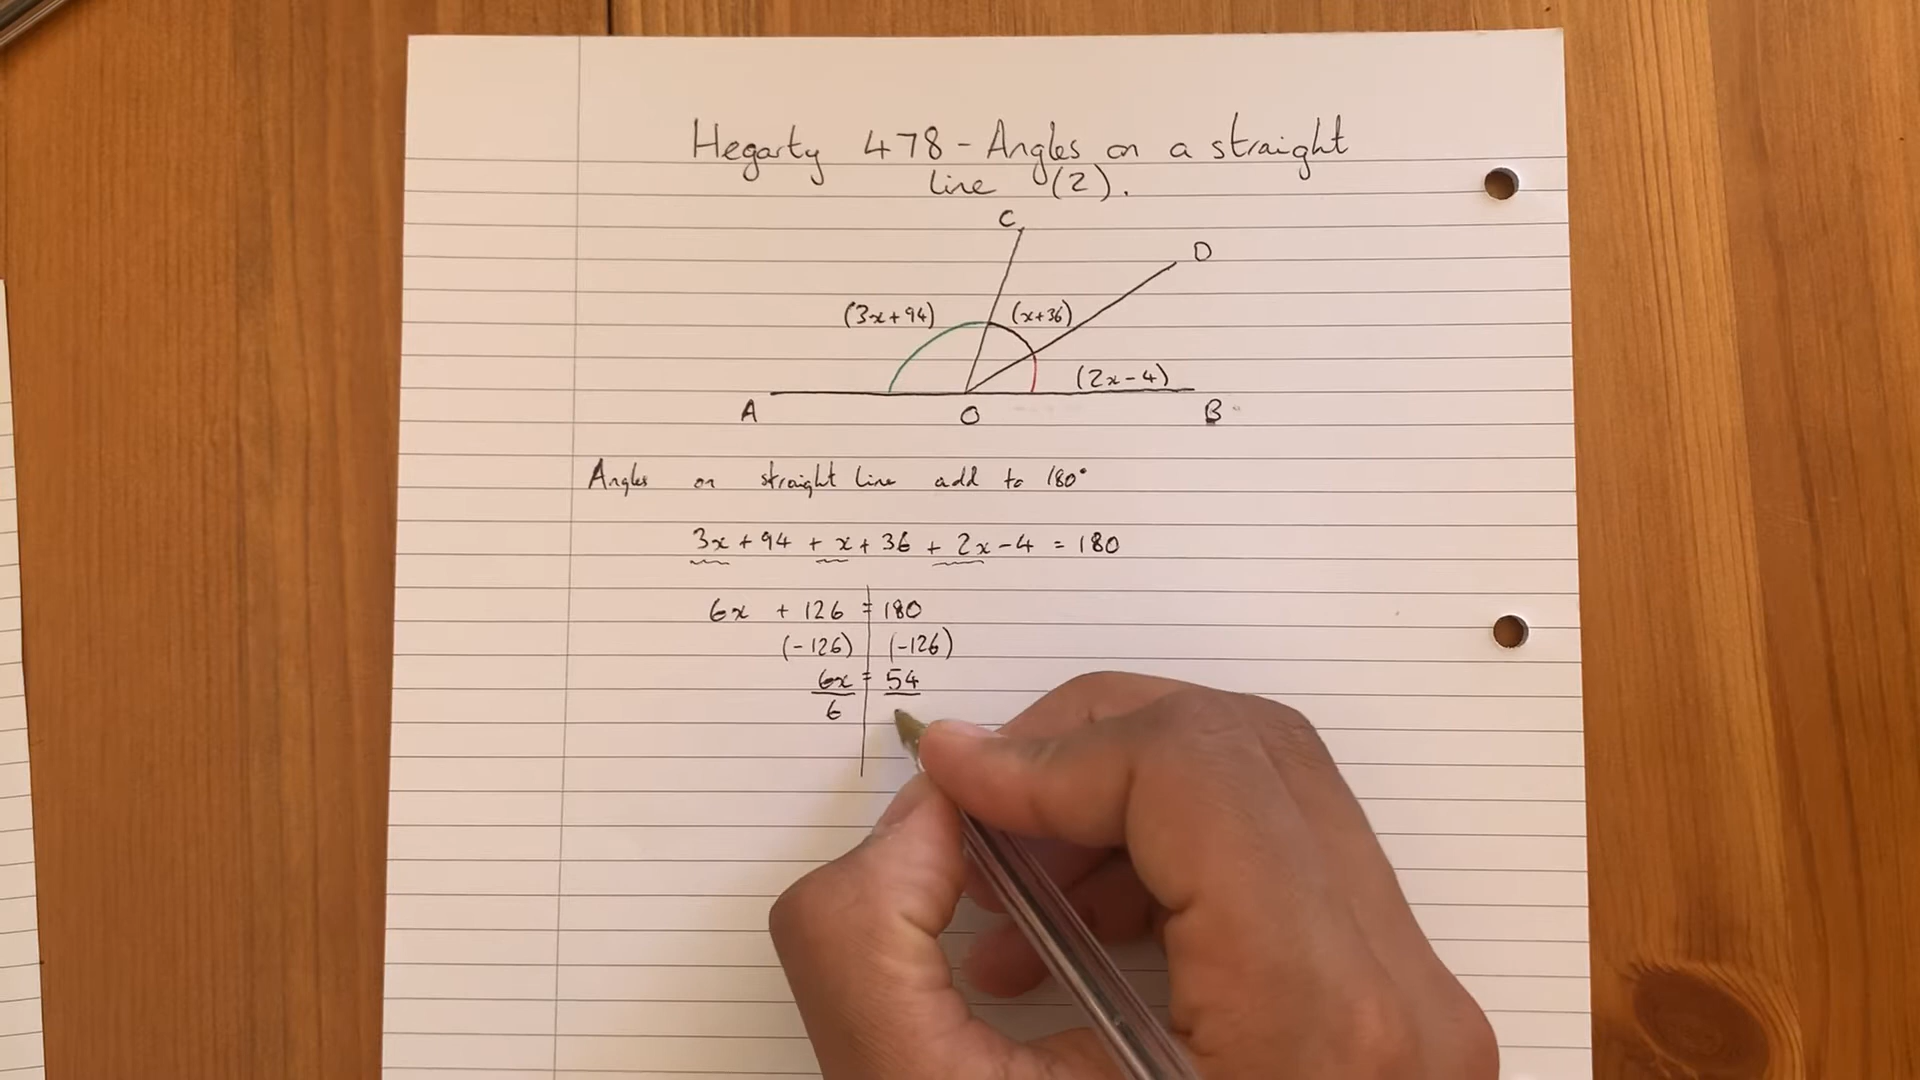 Hegarty 478 - Angles on a straight
line (2).
C
D
(3x+94)
(x+36)
(2x-4)
A
O
B
Angles on straight line add to 180°
3x + 94 + x + 36 + 2x - 4 = 180
6x + 126 = 180
(-126) (-126)
6x = 54
6